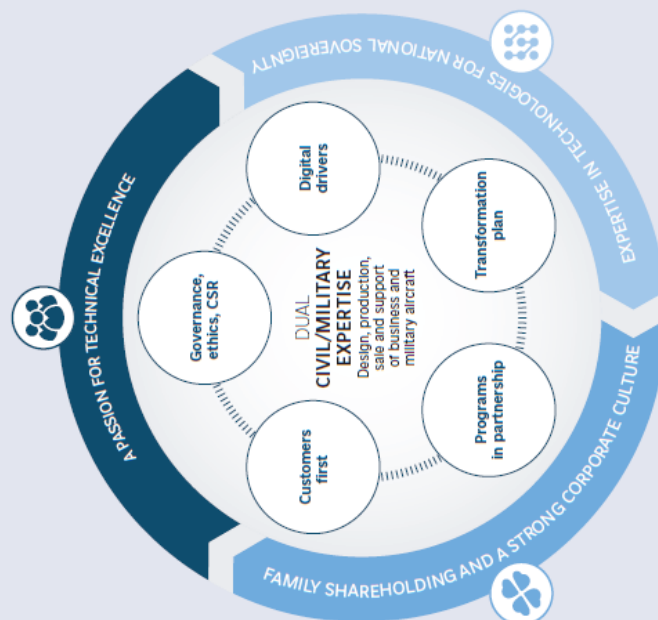 A PASSION FOR TECHNICAL EXCELLENCE
EXPERTISE IN TECHNOLOGIES FOR NATIONAL SOVEREIGNTY
FAMILY SHAREHOLDING AND A STRONG CORPORATE CULTURE
Governance,
ethics, CSR
Digital
drivers
Transformation
plan
Programs
in partnership
Customers
first
DUAL
CIVIL/MILITARY
EXPERTISE
Design, production,
sale and support
of business and
military aircraft